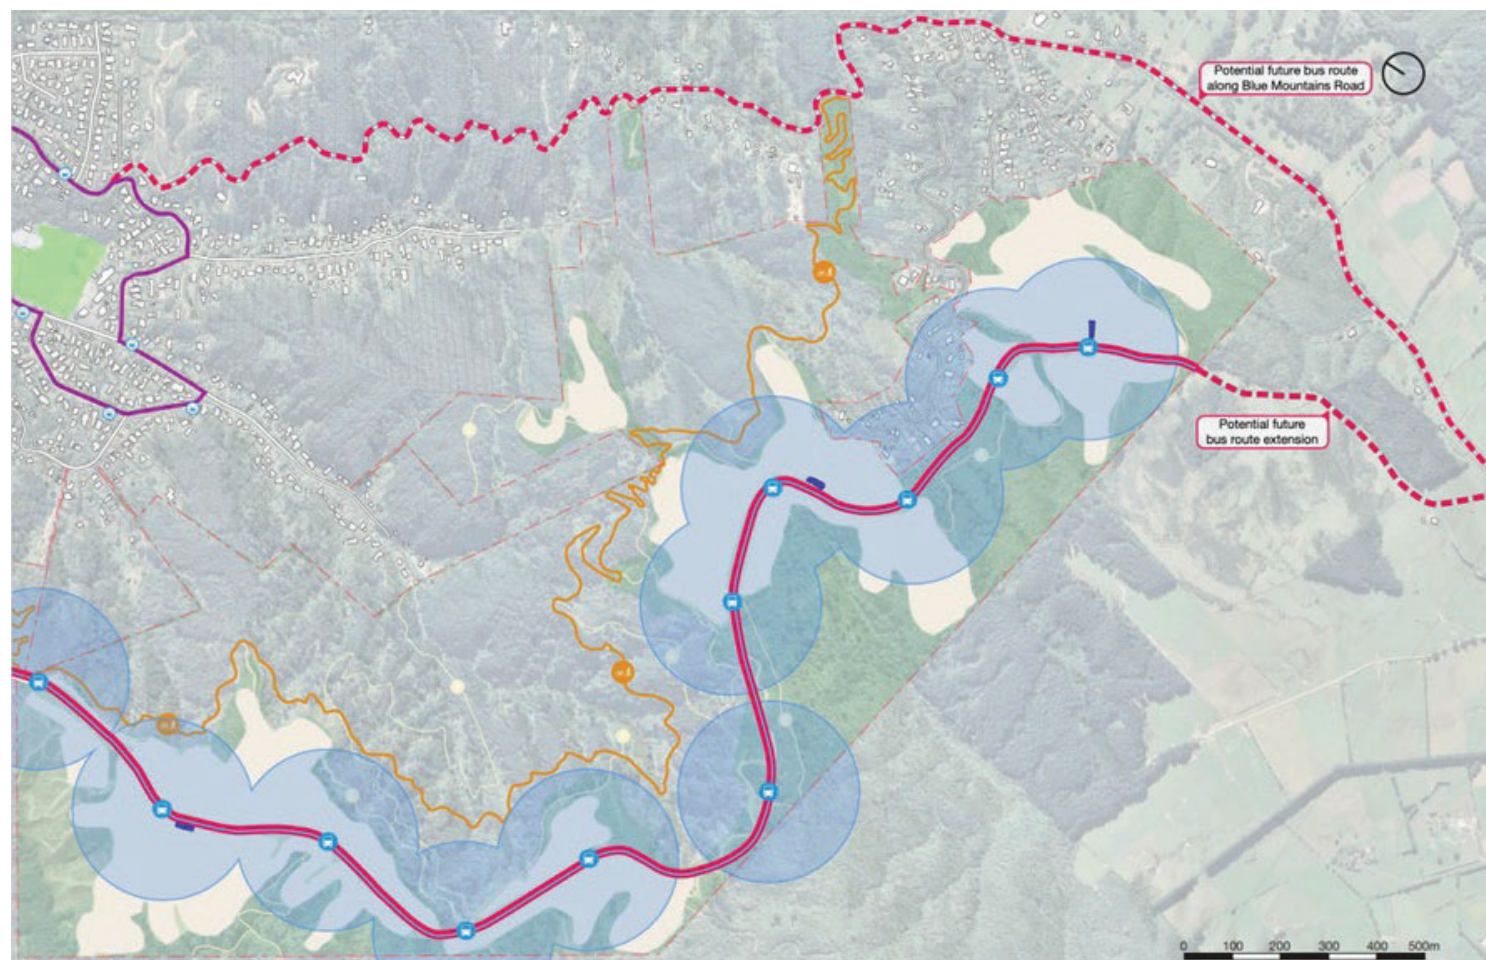 Potential future bus route
along Blue Mountains Road
Potential future
bus route extension
0 100 200 300 400 500m